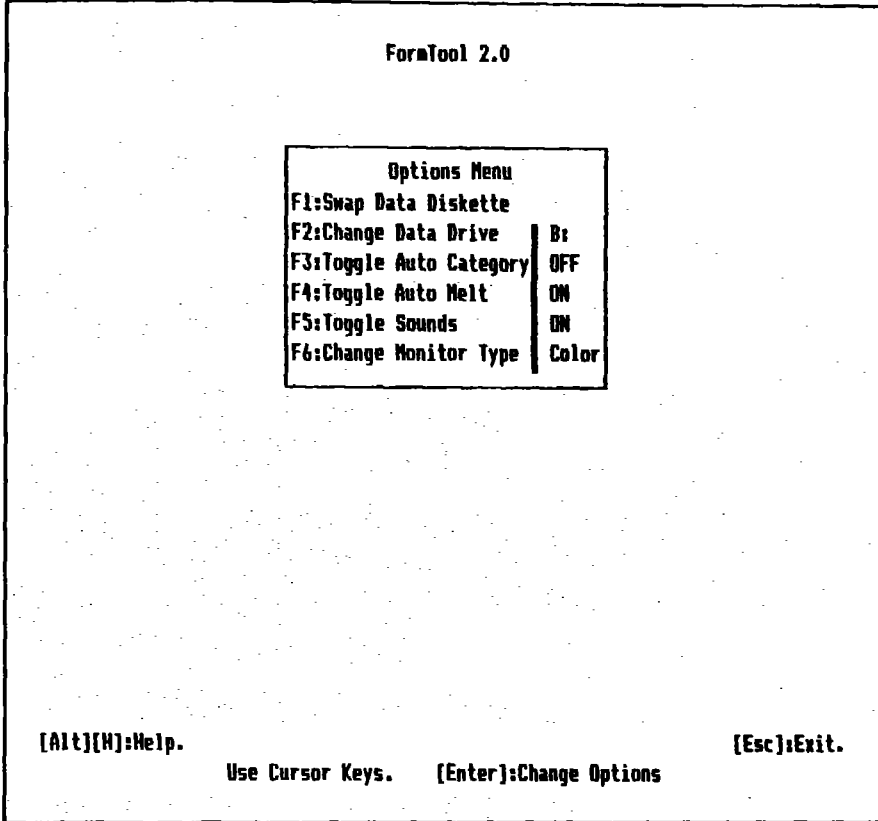 FormTool 2.0
Options Menu
F1:Swap Data Diskette
F2:Change Data Drive B:
F3:Toggle Auto Category OFF
F4:Toggle Auto Melt ON
F5:Toggle Sounds ON
F6:Change Monitor Type Color
[Alt][H]:Help. [Esc]:Exit.
Use Cursor Keys. [Enter]:Change Options